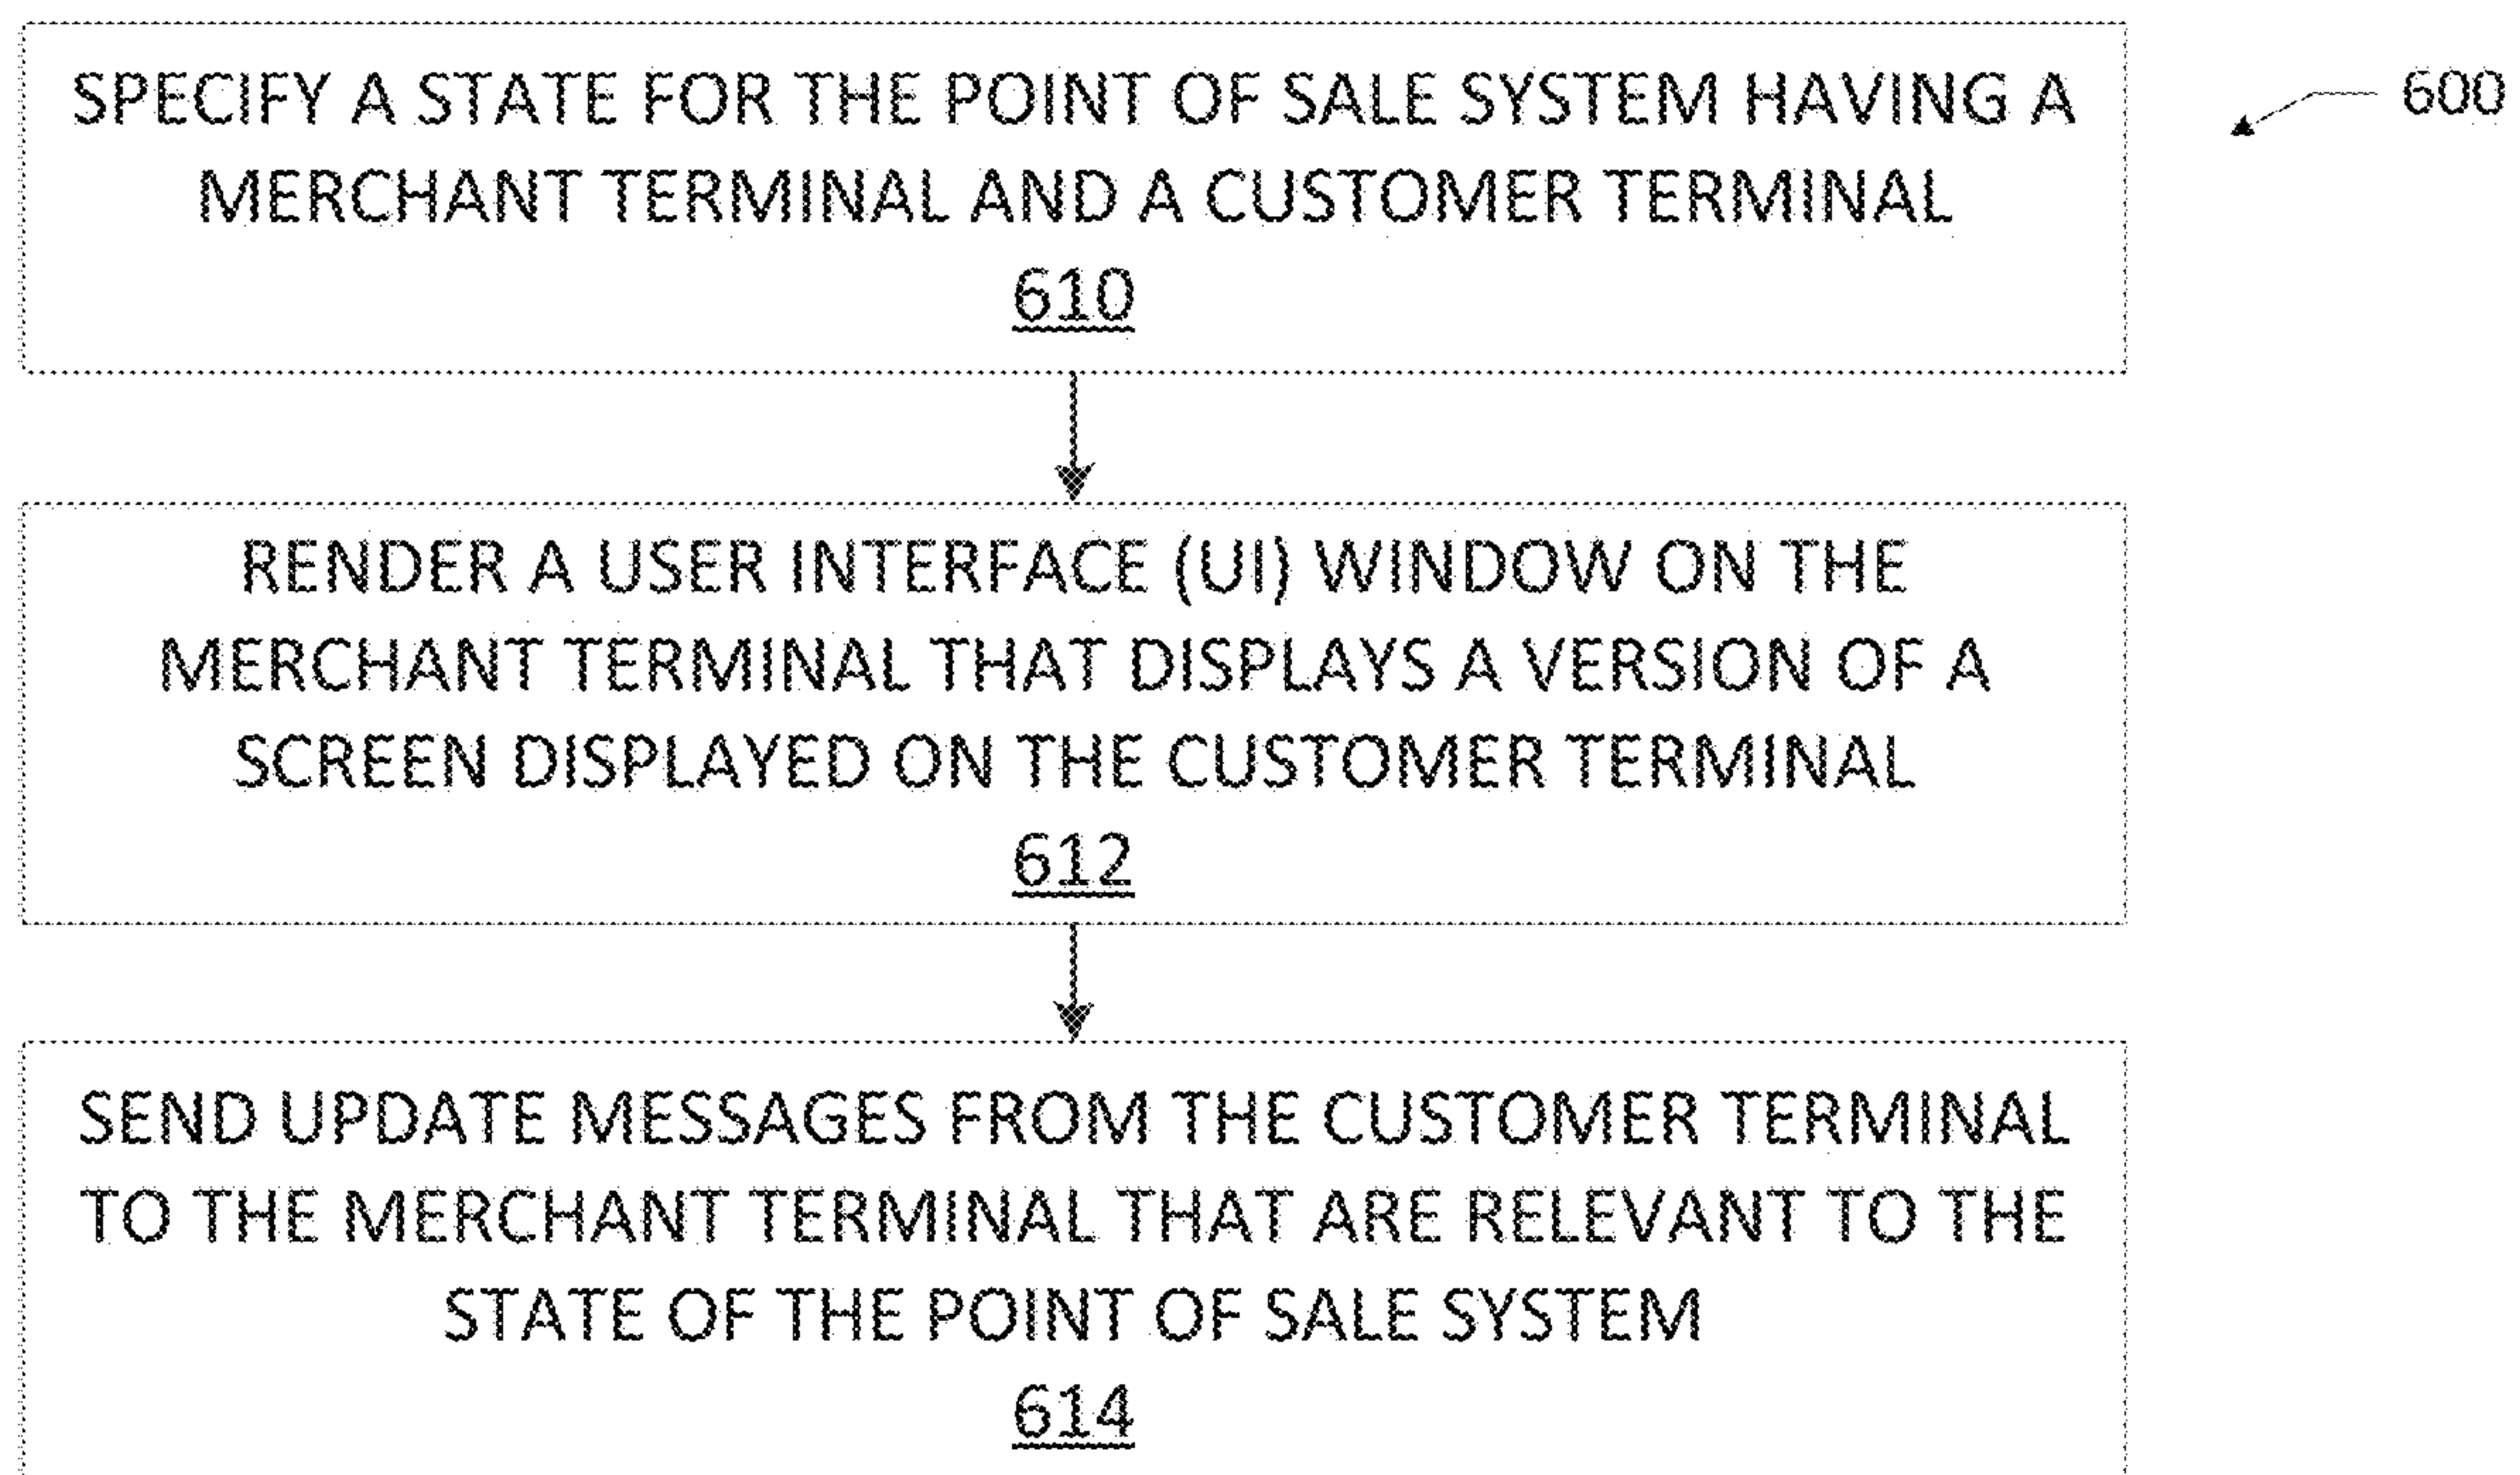 SPECIFY A STATE FOR THE POINT OF SALE SYSTEM HAVING A
MERCHANT TERMINAL AND A CUSTOMER TERMINAL
610
600
RENDER A USER INTERFACE (UI) WINDOW ON THE
MERCHANT TERMINAL THAT DISPLAYS A VERSION OF A
SCREEN DISPLAYED ON THE CUSTOMER TERMINAL
612
SEND UPDATE MESSAGES FROM THE CUSTOMER TERMINAL
TO THE MERCHANT TERMINAL THAT ARE RELEVANT TO THE
STATE OF THE POINT OF SALE SYSTEM
614